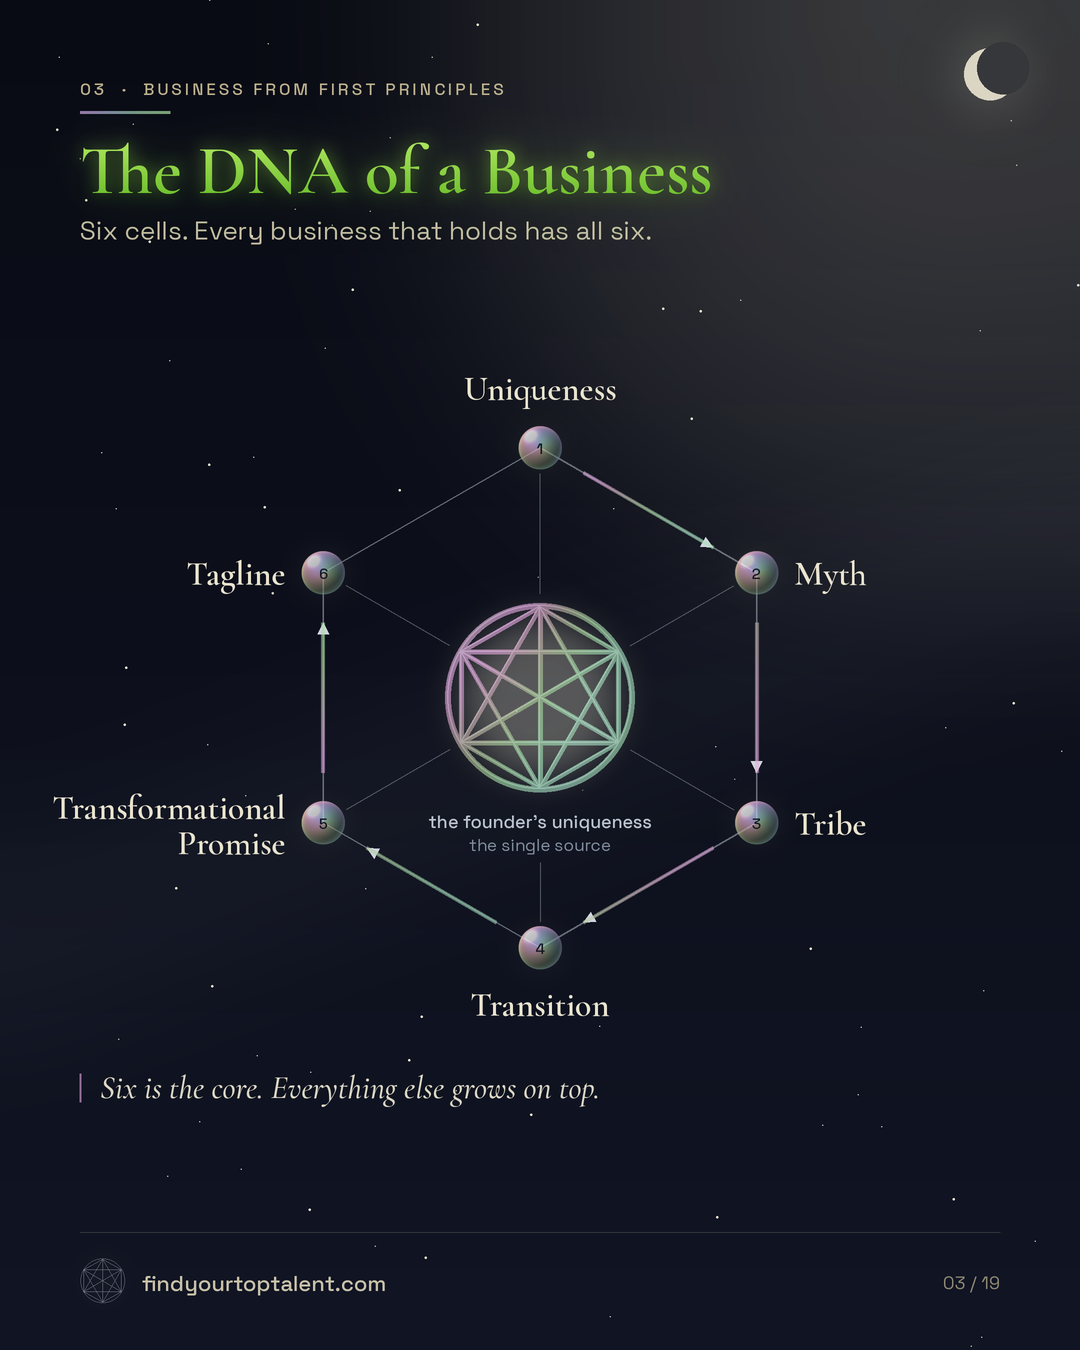 03 · BUSINESS FROM FIRST PRINCIPLES
The DNA of a Business
Six cells. Every business that holds has all six.
Uniqueness
1
Tagline
6
2
Myth
Transformational
Promise
5
the founder's uniqueness
the single source
3
Tribe
4
Transition
Six is the core. Everything else grows on top.
findyourtoptalent.com
03 / 19